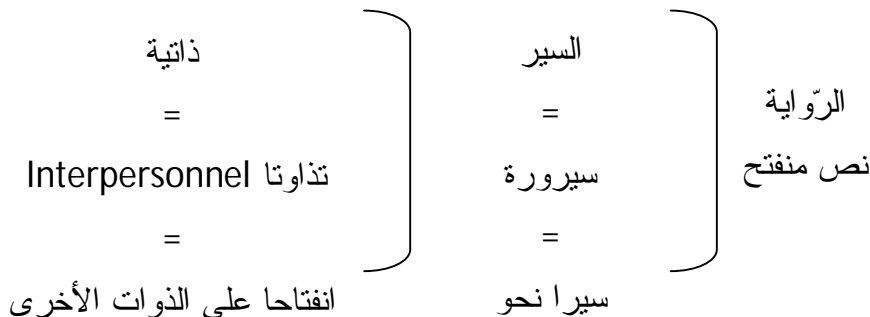 الرّواية
نص منفتح
السير
=
سيرورة
=
سيرا نحو
ذاتية
=
تذاوتا Interpersonnel
=
انفتاحا على الذوات الأخرى